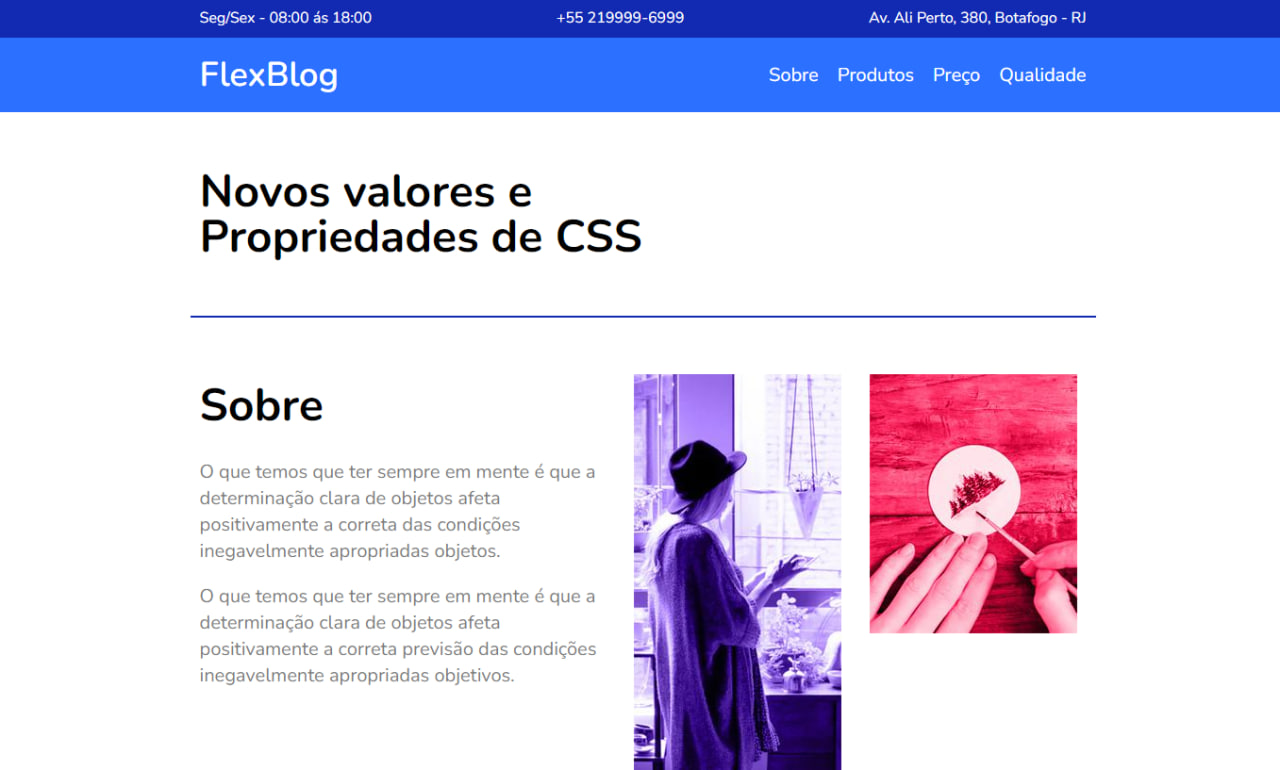 Seg/Sex - 08:00 ás 18:00
+55 219999-6999
Av. Ali Perto, 380, Botafogo - RJ
FlexBlog
Sobre Produtos Preço Qualidade
Novos valores e
Propriedades de CSS
Sobre
O que temos que ter sempre em mente é que a
determinação clara de objetos afeta
positivamente a correta das condições
inegavelmente apropriadas objetos.
O que temos que ter sempre em mente é que a
determinação clara de objetos afeta
positivamente a correta previsão das condições
inegavelmente apropriadas objetivos.